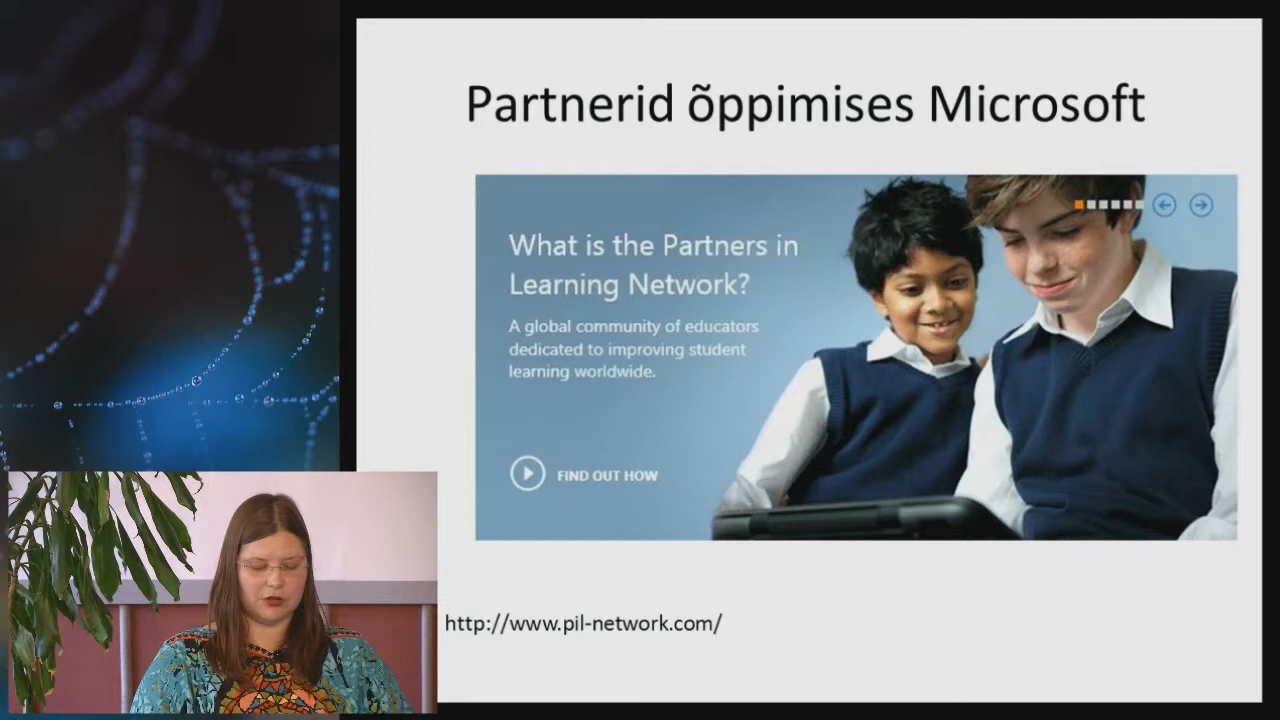 Partnerid õppimises Microsoft
What is the Partners in
Learning Network?
A global community of educators
dedicated to improving student
learning worldwide.
FIND OUT HOW
http://www.pil-network.com/